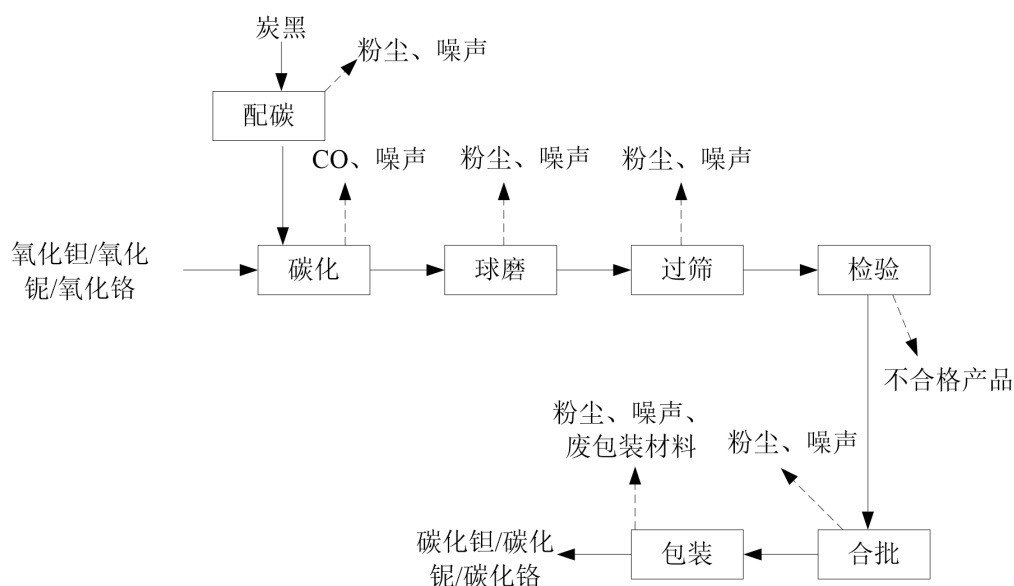 炭黑
粉尘、噪声
配碳
CO、噪声
粉尘、噪声
粉尘、噪声
氧化钽/氧化
铌/氧化铬
碳化
球磨
过筛
检验
不合格产品
粉尘、噪声、
废包装材料
粉尘、噪声
碳化钽/碳化
铌/碳化铬
包装
合批